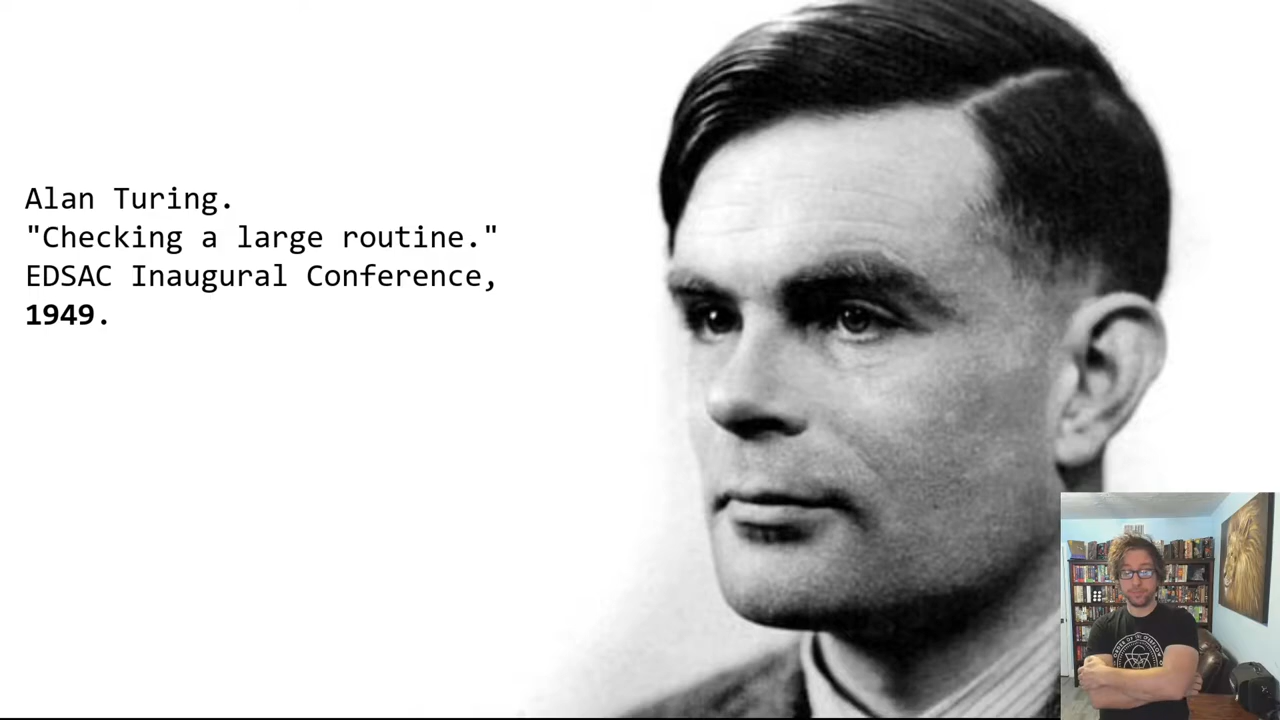 Alan Turing.
"Checking a large routine."
EDSAC Inaugural Conference,
1949.